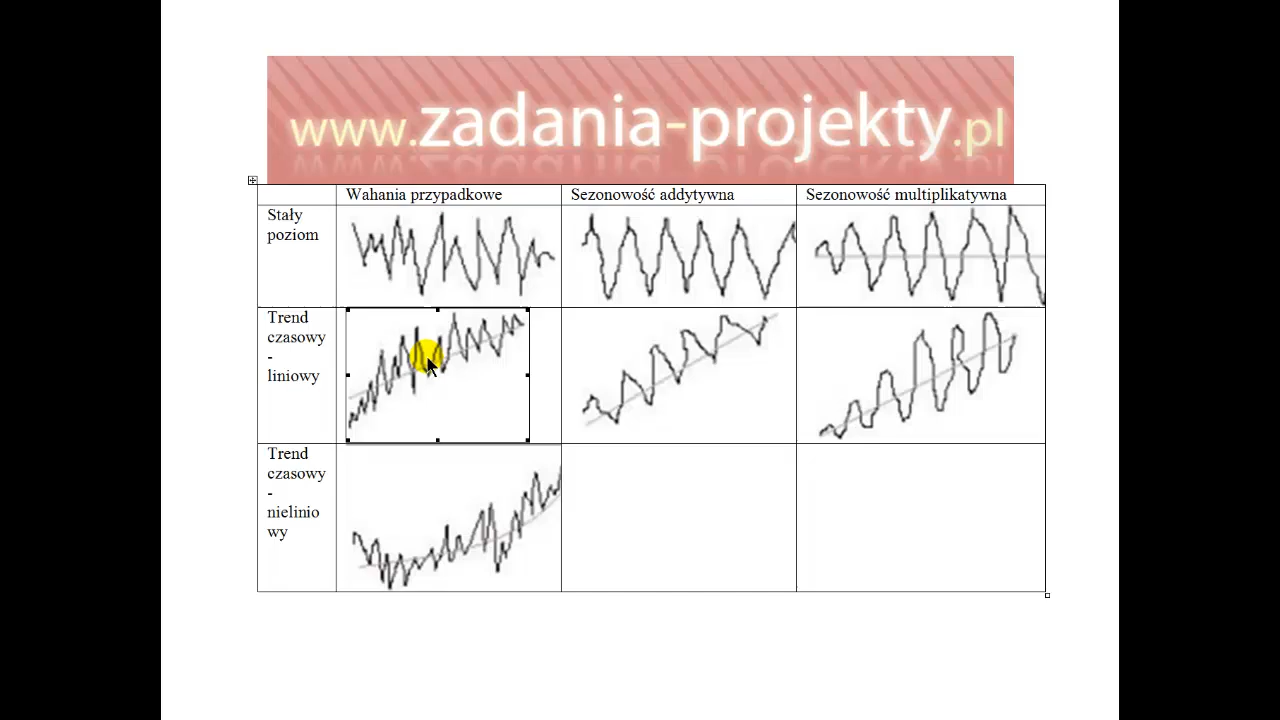 www.zadania-projekty.pl
Wahania przypadkowe
Sezonowość addytywna
Sezonowość multiplikatywna
Stały
poziom
Trend
czasowy
-
liniowy
Trend
czasowy
-
nielinio
wy